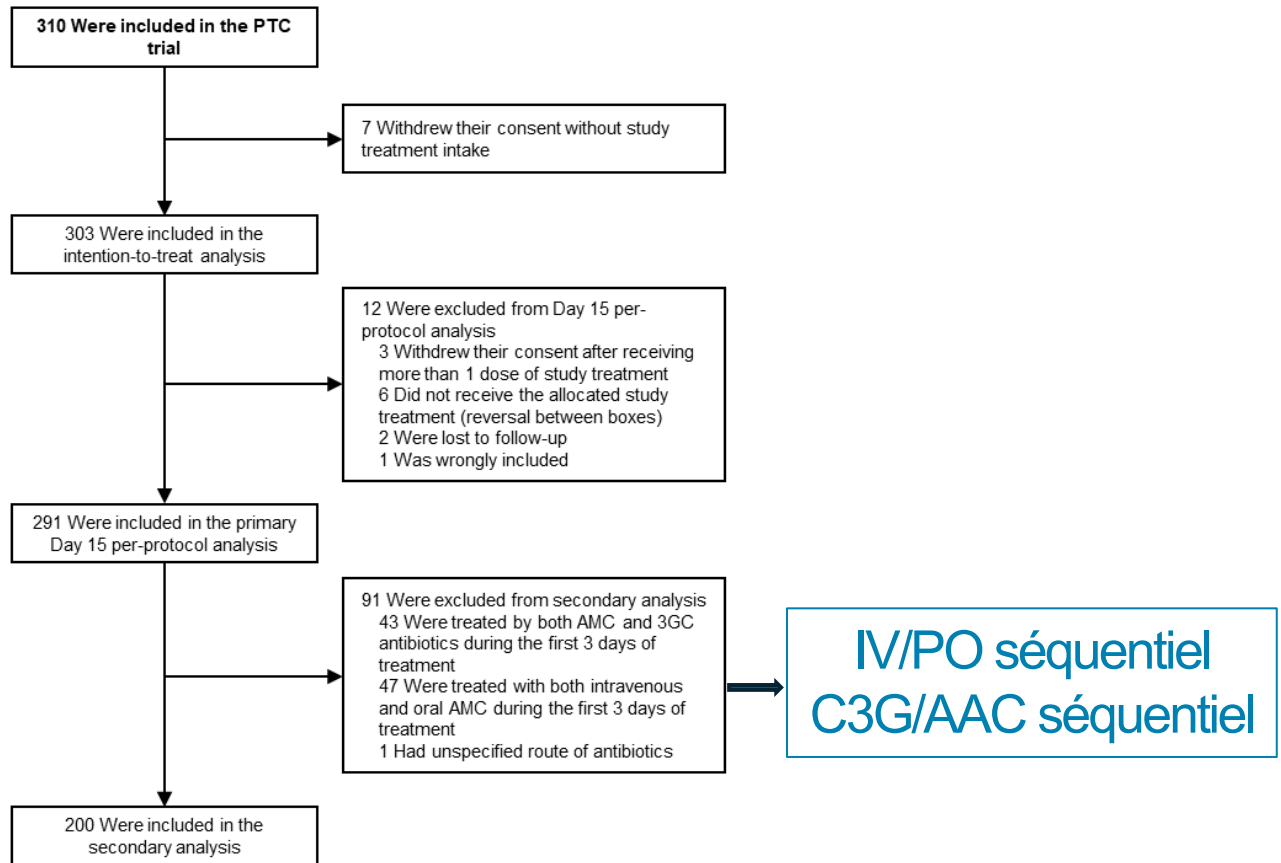 310 Were included in the PTC
trial
7 Withdrew their consent without study
treatment intake
303 Were included in the
intention-to-treat analysis
12 Were excluded from Day 15 per-
protocol analysis
3 Withdrew their consent after receiving
more than 1 dose of study treatment
6 Did not receive the allocated study
treatment (reversal between boxes)
2 Were lost to follow-up
1 Was wrongly included
291 Were included in the primary
Day 15 per-protocol analysis
91 Were excluded from secondary analysis
43 Were treated by both AMC and 3GC
antibiotics during the first 3 days of
treatment
47 Were treated with both intravenous
and oral AMC during the first 3 days of
treatment
1 Had unspecified route of antibiotics
IV/PO séquentiel
C3G/AAC séquentiel
200 Were included in the
secondary analysis